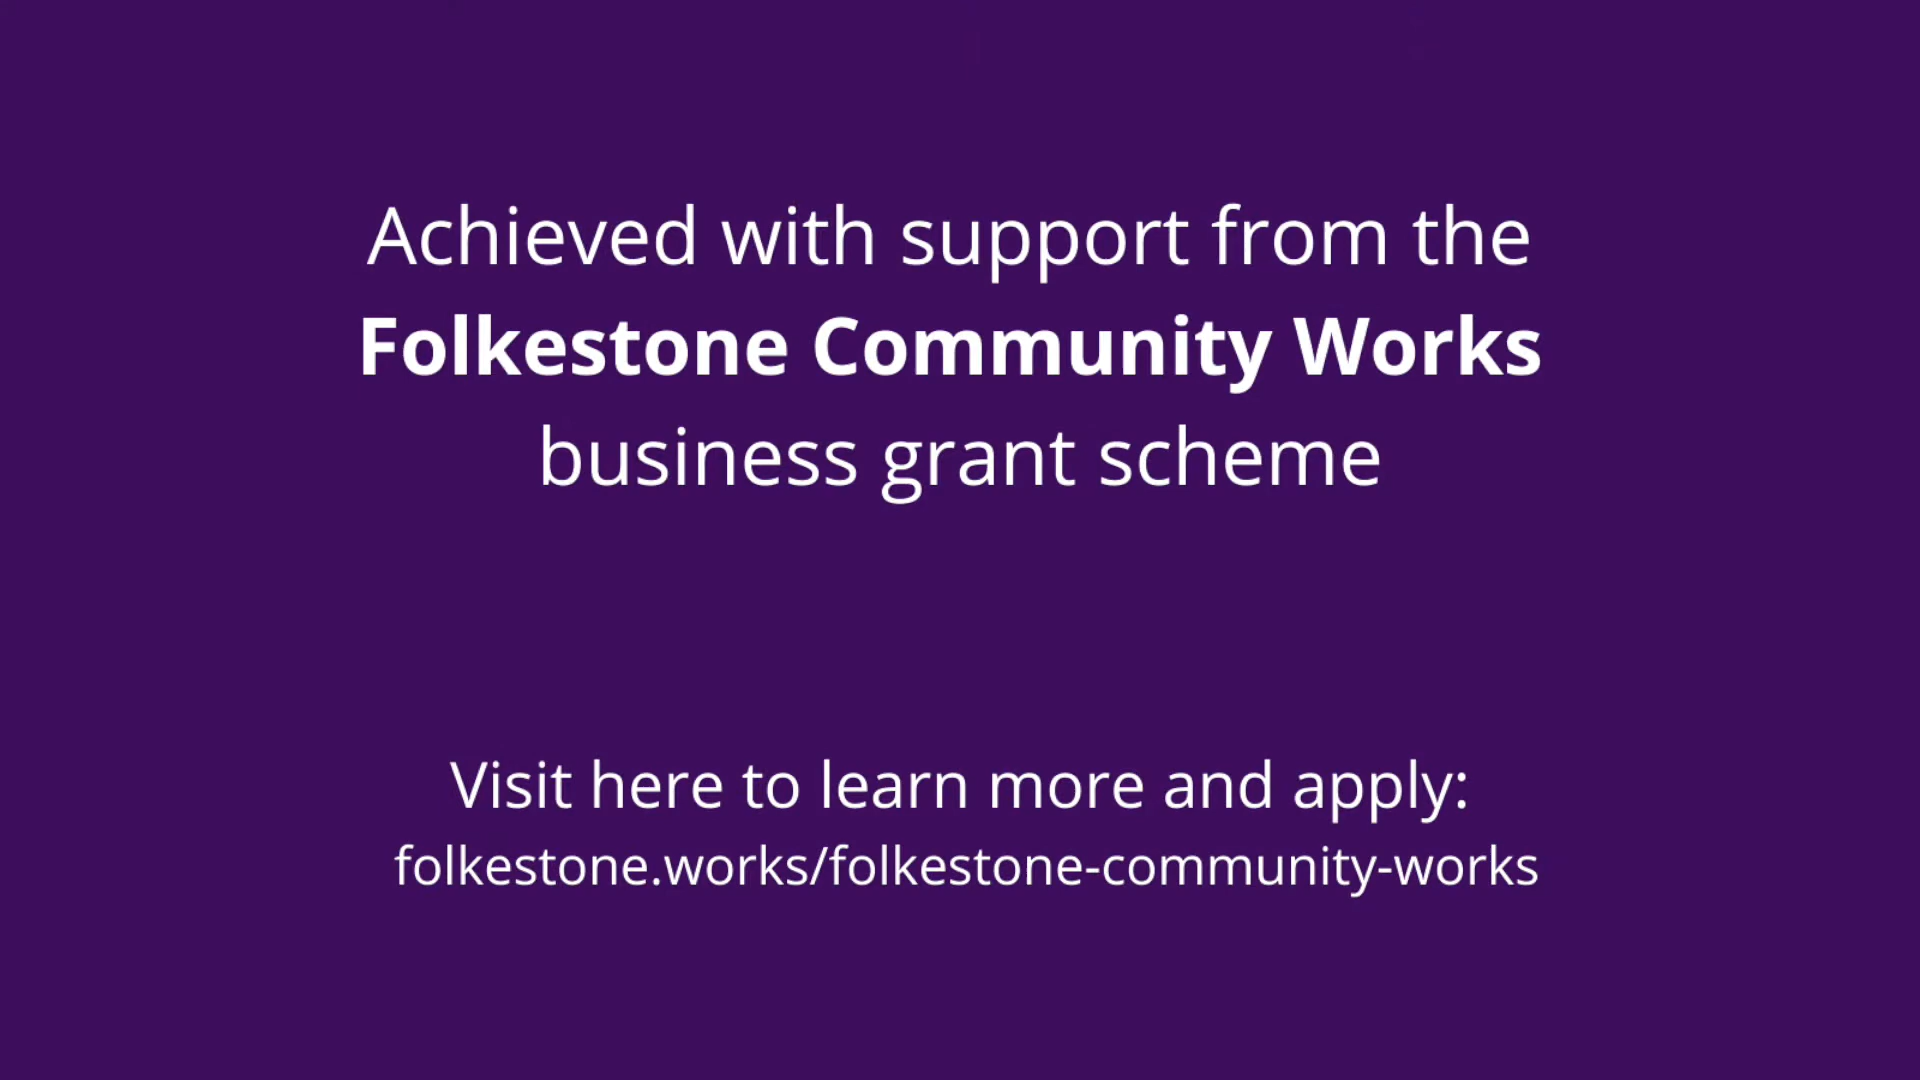 Achieved with support from the
Folkestone Community Works
business grant scheme
Visit here to learn more and apply:
folkestone.works/folkestone-community-works